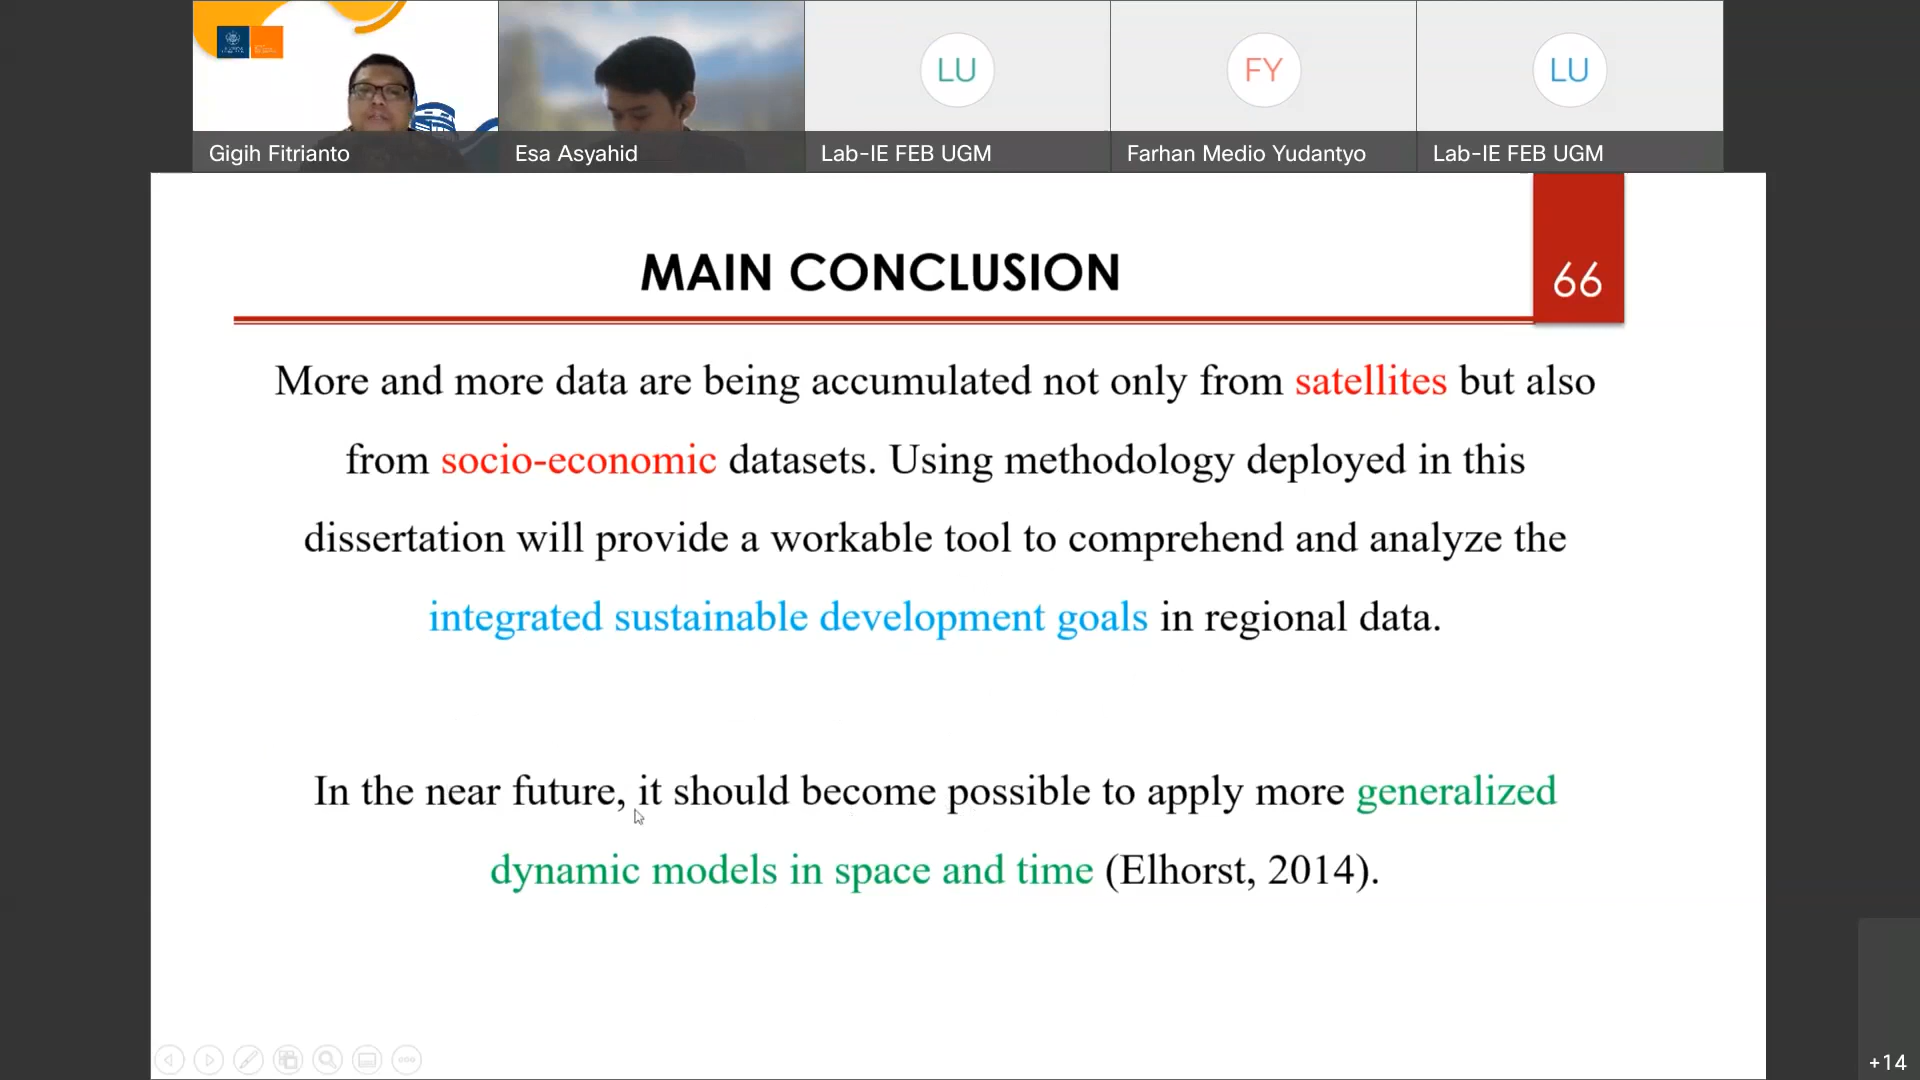 LU
FY
LU
Gigih Fitrianto
Esa Asyahid
Lab-IE FEB UGM
Farhan Medio Yudantyo
Lab-IE FEB UGM
MAIN CONCLUSION
66
More and more data are being accumulated not only from satellites but also
from socio-economic datasets. Using methodology deployed in this
dissertation will provide a workable tool to comprehend and analyze the
integrated sustainable development goals in regional data.
In the near future, it should become possible to apply more generalized
dynamic models in space and time (Elhorst, 2014).
+14